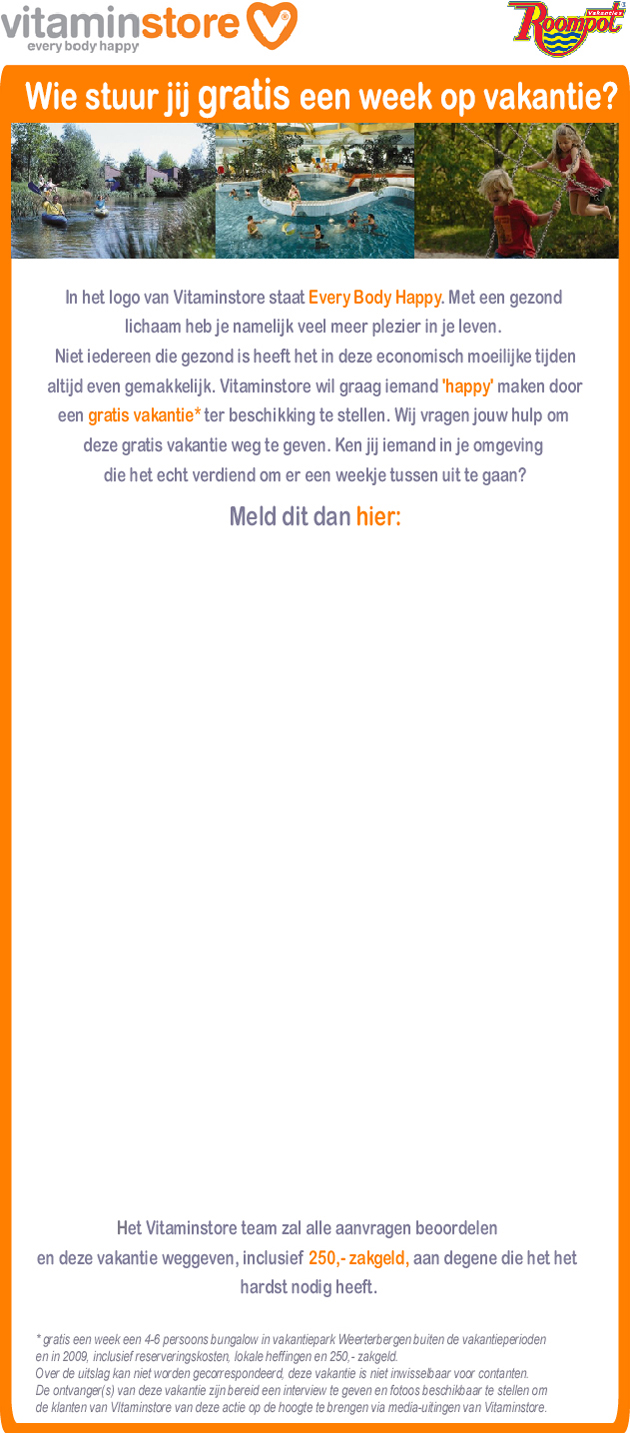 vitaminstore
every body happy
Vakanties
Roompot
Wie stuur jij gratis een week op vakantie?
In het logo van Vitaminstore staat Every Body Happy. Met een gezond
lichaam heb je namelijk veel meer plezier in je leven.
Niet iedereen die gezond is heeft het in deze economisch moeilijke tijden
altijd even gemakkelijk. Vitaminstore wil graag iemand 'happy' maken door
een gratis vakantie* ter beschikking te stellen. Wij vragen jouw hulp om
deze gratis vakantie weg te geven. Ken jij iemand in je omgeving
die het echt verdiend om er een weekje tussen uit te gaan?
Meld dit dan hier:
Het Vitaminstore team zal alle aanvragen beoordelen
en deze vakantie weggeven, inclusief 250,- zakgeld, aan degene die het het
hardst nodig heeft.
* gratis een week een 4-6 persoons bungalow in vakantiepark Weerterbergen buiten de vakantieperioden
en in 2009, inclusief reserveringskosten, lokale heffingen en 250,- zakgeld.
Over de uitslag kan niet worden gecorrespondeerd, deze vakantie is niet inwisselbaar voor contanten.
De ontvanger(s) van deze vakantie zijn bereid een interview te geven en fotoos beschikbaar te stellen om
de klanten van VItaminstore van deze actie op de hoogte te brengen via media-uitingen van Vitaminstore.